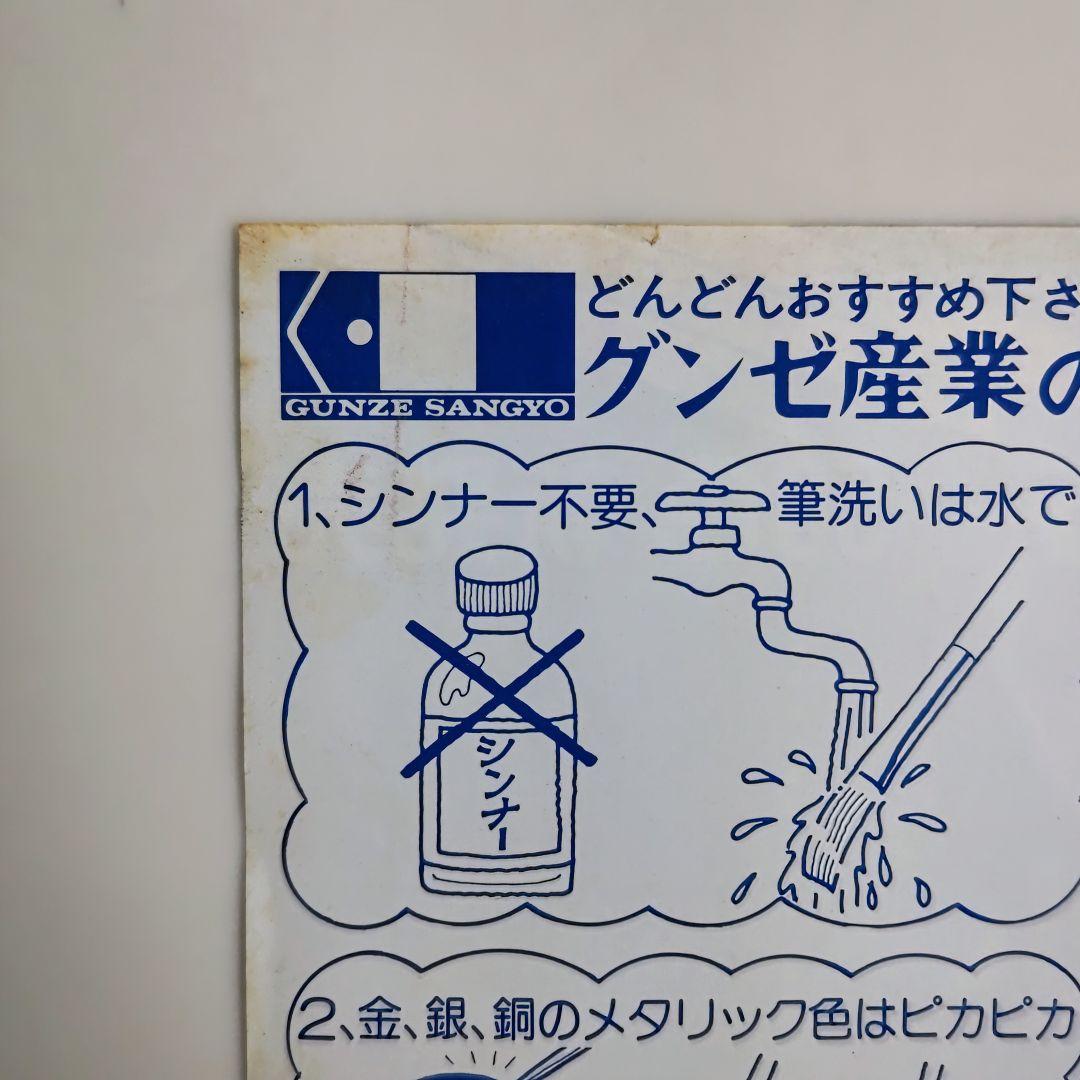 どんどんおすすめ下さ
グンゼ産業の
GUNZE SANGYO
1、シンナー不要、筆洗いは水で
シンナー
2、金、銀、銅のメタリック色はピカピカ